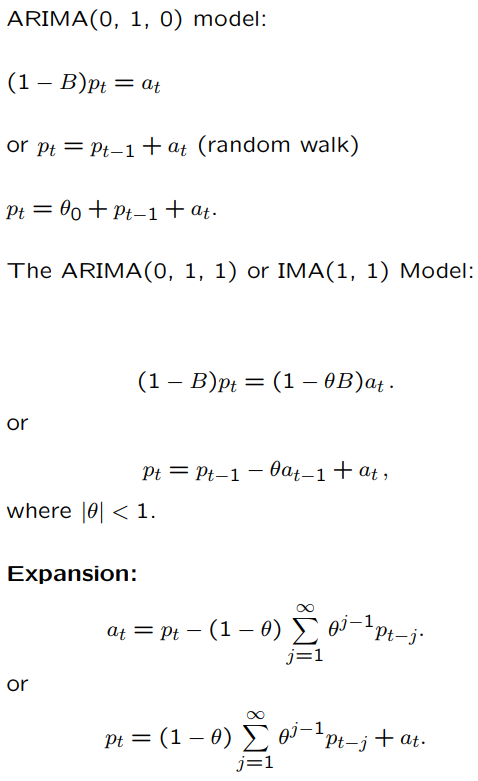 ARIMA(0, 1, 0) model:
(1 − B)p_t = a_t
or p_t = p_{t−1} + a_t (random walk)
p_t = θ_0 + p_{t−1} + a_t.
The ARIMA(0, 1, 1) or IMA(1, 1) Model:
(1 − B)p_t = (1 − θB)a_t .
or
p_t = p_{t−1} − θa_{t−1} + a_t ,
where |θ| < 1.
Expansion:
a_t = p_t − (1 − θ) ∑_{j=1}^{∞} θ^{j−1} p_{t−j}.
or
p_t = (1 − θ) ∑_{j=1}^{∞} θ^{j−1} p_{t−j} + a_t.